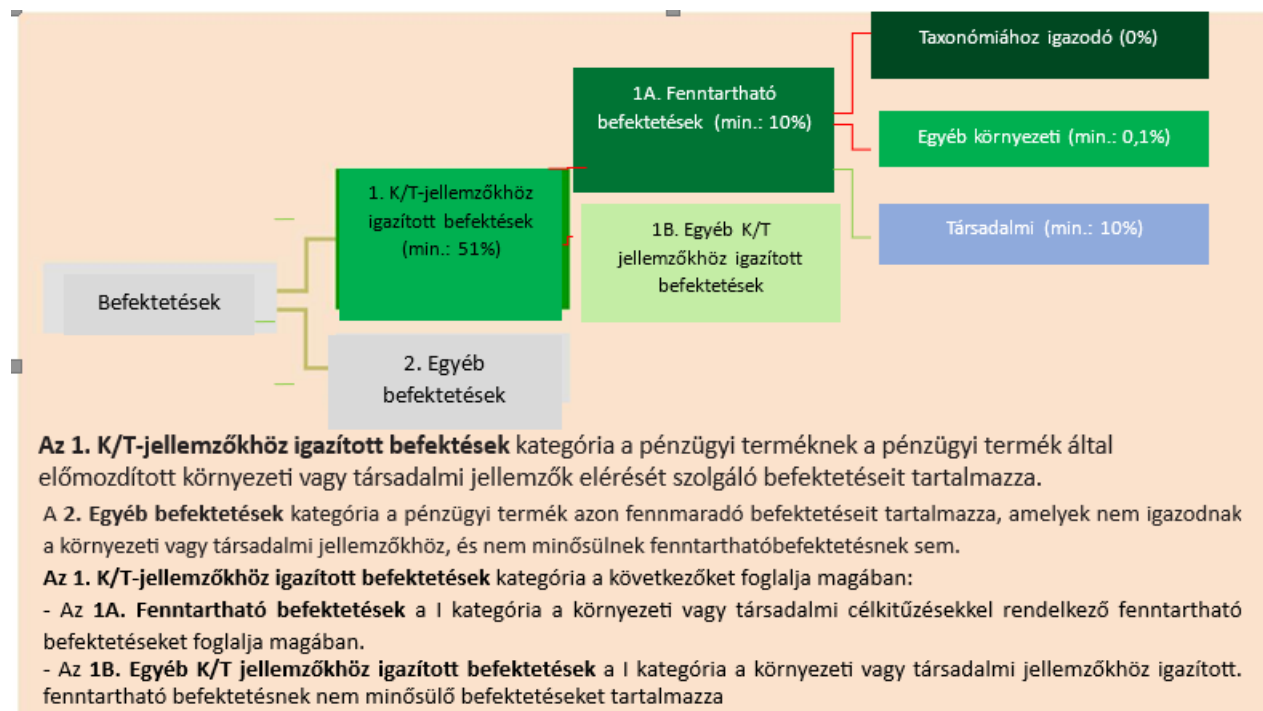 Taxonómiához igazodó (0%)
1A. Fenntartható
befektetések (min.: 10%)
Egyéb környezeti (min.: 0,1%)
1. K/T-jellemzőkhöz
igazított befektések
(min.: 51%)
1B. Egyéb K/T
jellemzőkhöz igazított
befektetések
Társadalmi (min.: 10%)
Befektetések
2. Egyéb
befektetések
Az 1. K/T-jellemzőkhöz igazított befektések kategória a pénzügyi terméknek a pénzügyi termék által
előmozdított környezeti vagy társadalmi jellemzők elérését szolgáló befektetéseit tartalmazza.
A 2. Egyéb befektetések kategória a pénzügyi termék azon fennmaradó befektetéseit tartalmazza, amelyek nem igazodnak
a környezeti vagy társadalmi jellemzőkhöz, és nem minősülnek fenntarthatóbefektetésnek sem.
Az 1. K/T-jellemzőkhöz igazított befektetések kategória a következőket foglalja magában:
- Az 1A. Fenntartható befektetések a I kategória a környezeti vagy társadalmi célkitűzésekkel rendelkező fenntartható
befektetéseket foglalja magában.
- Az 1B. Egyéb K/T jellemzőkhöz igazított befektetések a I kategória a környezeti vagy társadalmi jellemzőkhöz igazított.
fenntartható befektetésnek nem minősülő befektetéseket tartalmazza